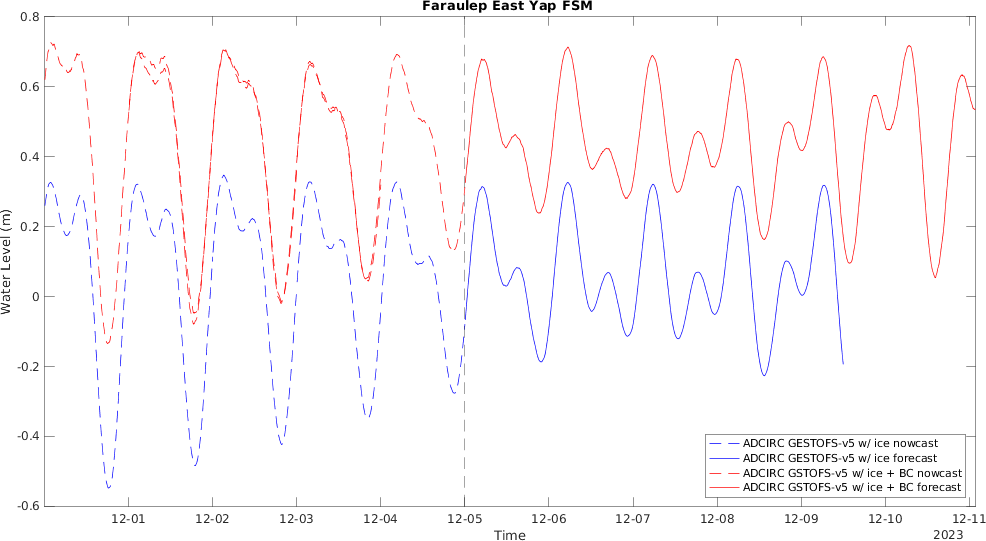 Faraulep East Yap FSM
Water Level (m)
0.8
0.6
0.4
0.2
0
-0.2
-0.4
-0.6
12-01 12-02 12-03 12-04 12-05 12-06 12-07 12-08 12-09 12-10 12-11
Time
2023
ADCIRC GESTOFS-v5 w/ ice nowcast
ADCIRC GESTOFS-v5 w/ ice forecast
ADCIRC GSTOFS-v5 w/ ice + BC nowcast
ADCIRC GSTOFS-v5 w/ ice + BC forecast